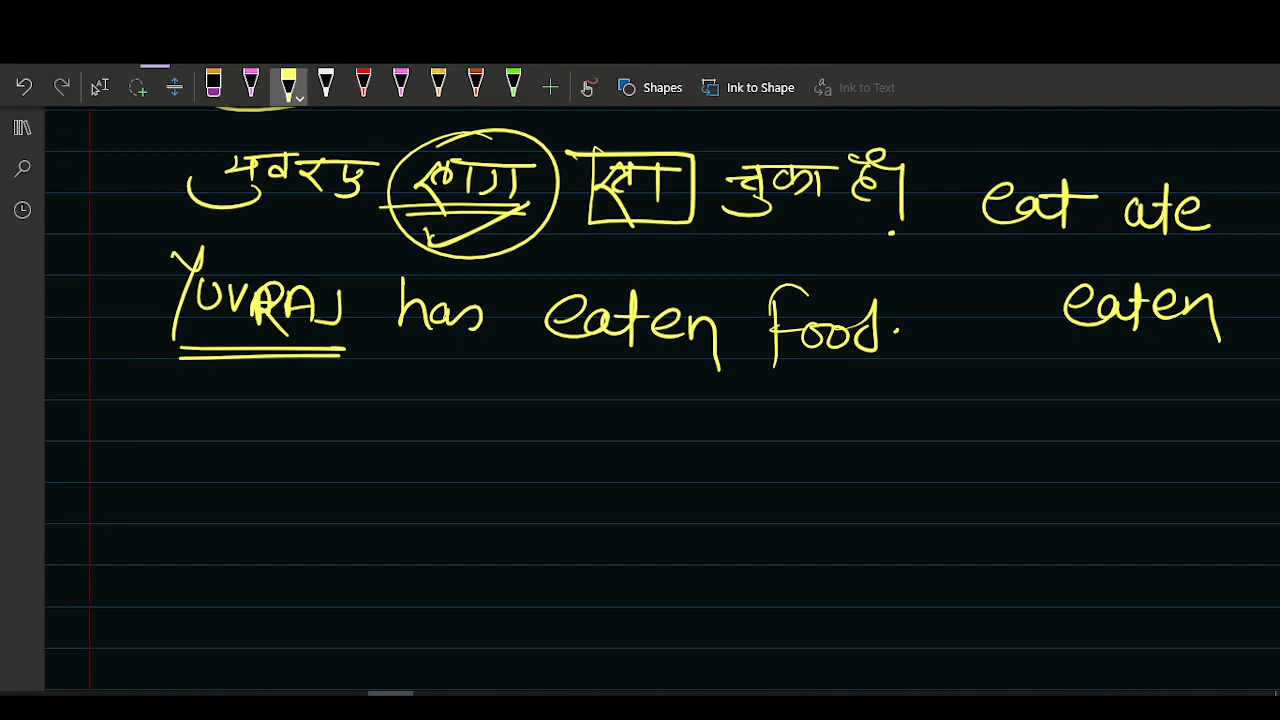 Shapes Ink to Shape Ink to Text
युवराज खाना खा चुका है। eat ate
YUVRAJ has eaten food. eaten